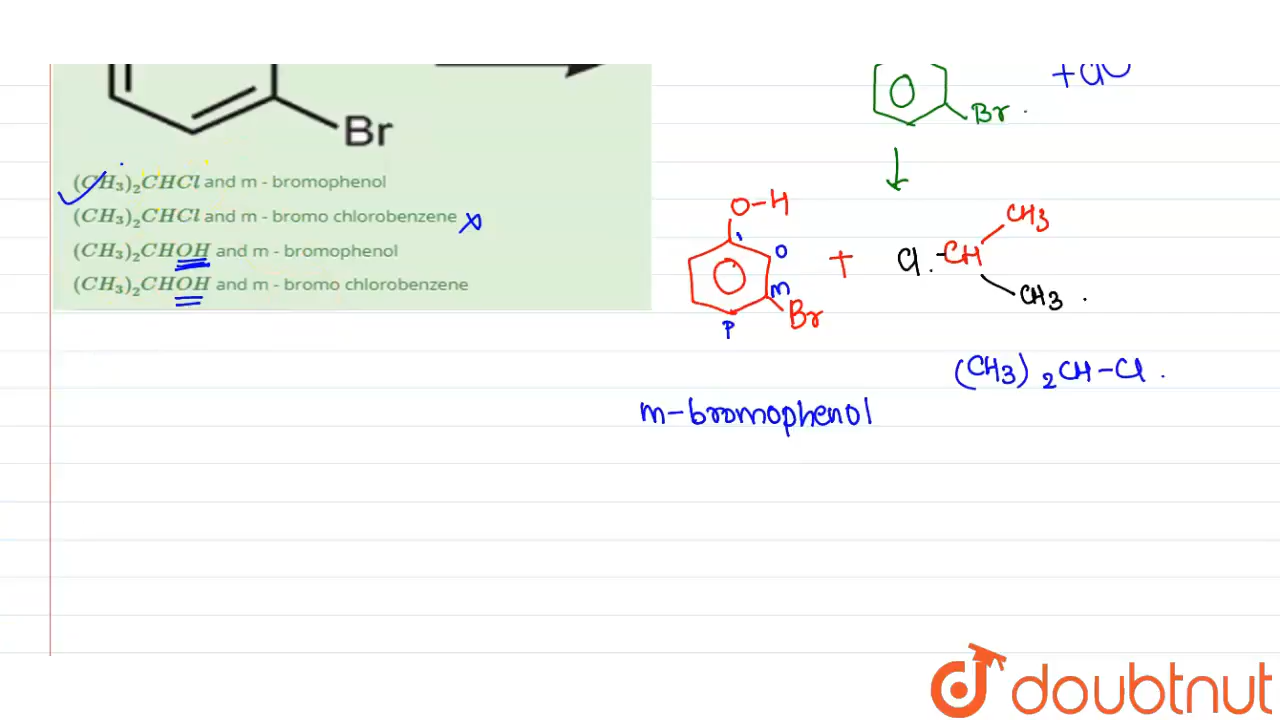 Br
(CH₃)₂CHCl and m - bromophenol
(CH₃)₂CHCl and m - bromo chlorobenzene x
(CH₃)₂CHOH and m - bromophenol
(CH₃)₂CHOH and m - bromo chlorobenzene
Br.
O-H
1
O
M
Br
P
+ Cl.-CH
CH3
CH3.
(CH3)2CH-Cl.
m-bromophenol
doubtnut